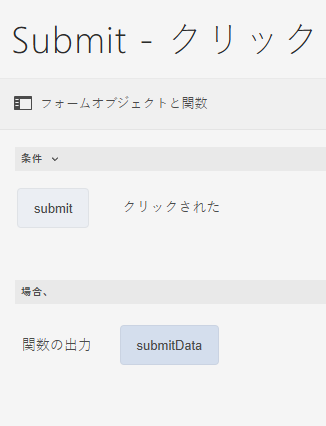 Submit - クリック
フォームオブジェクトと関数
条件
submit クリックされた
場合、
関数の出力 submitData